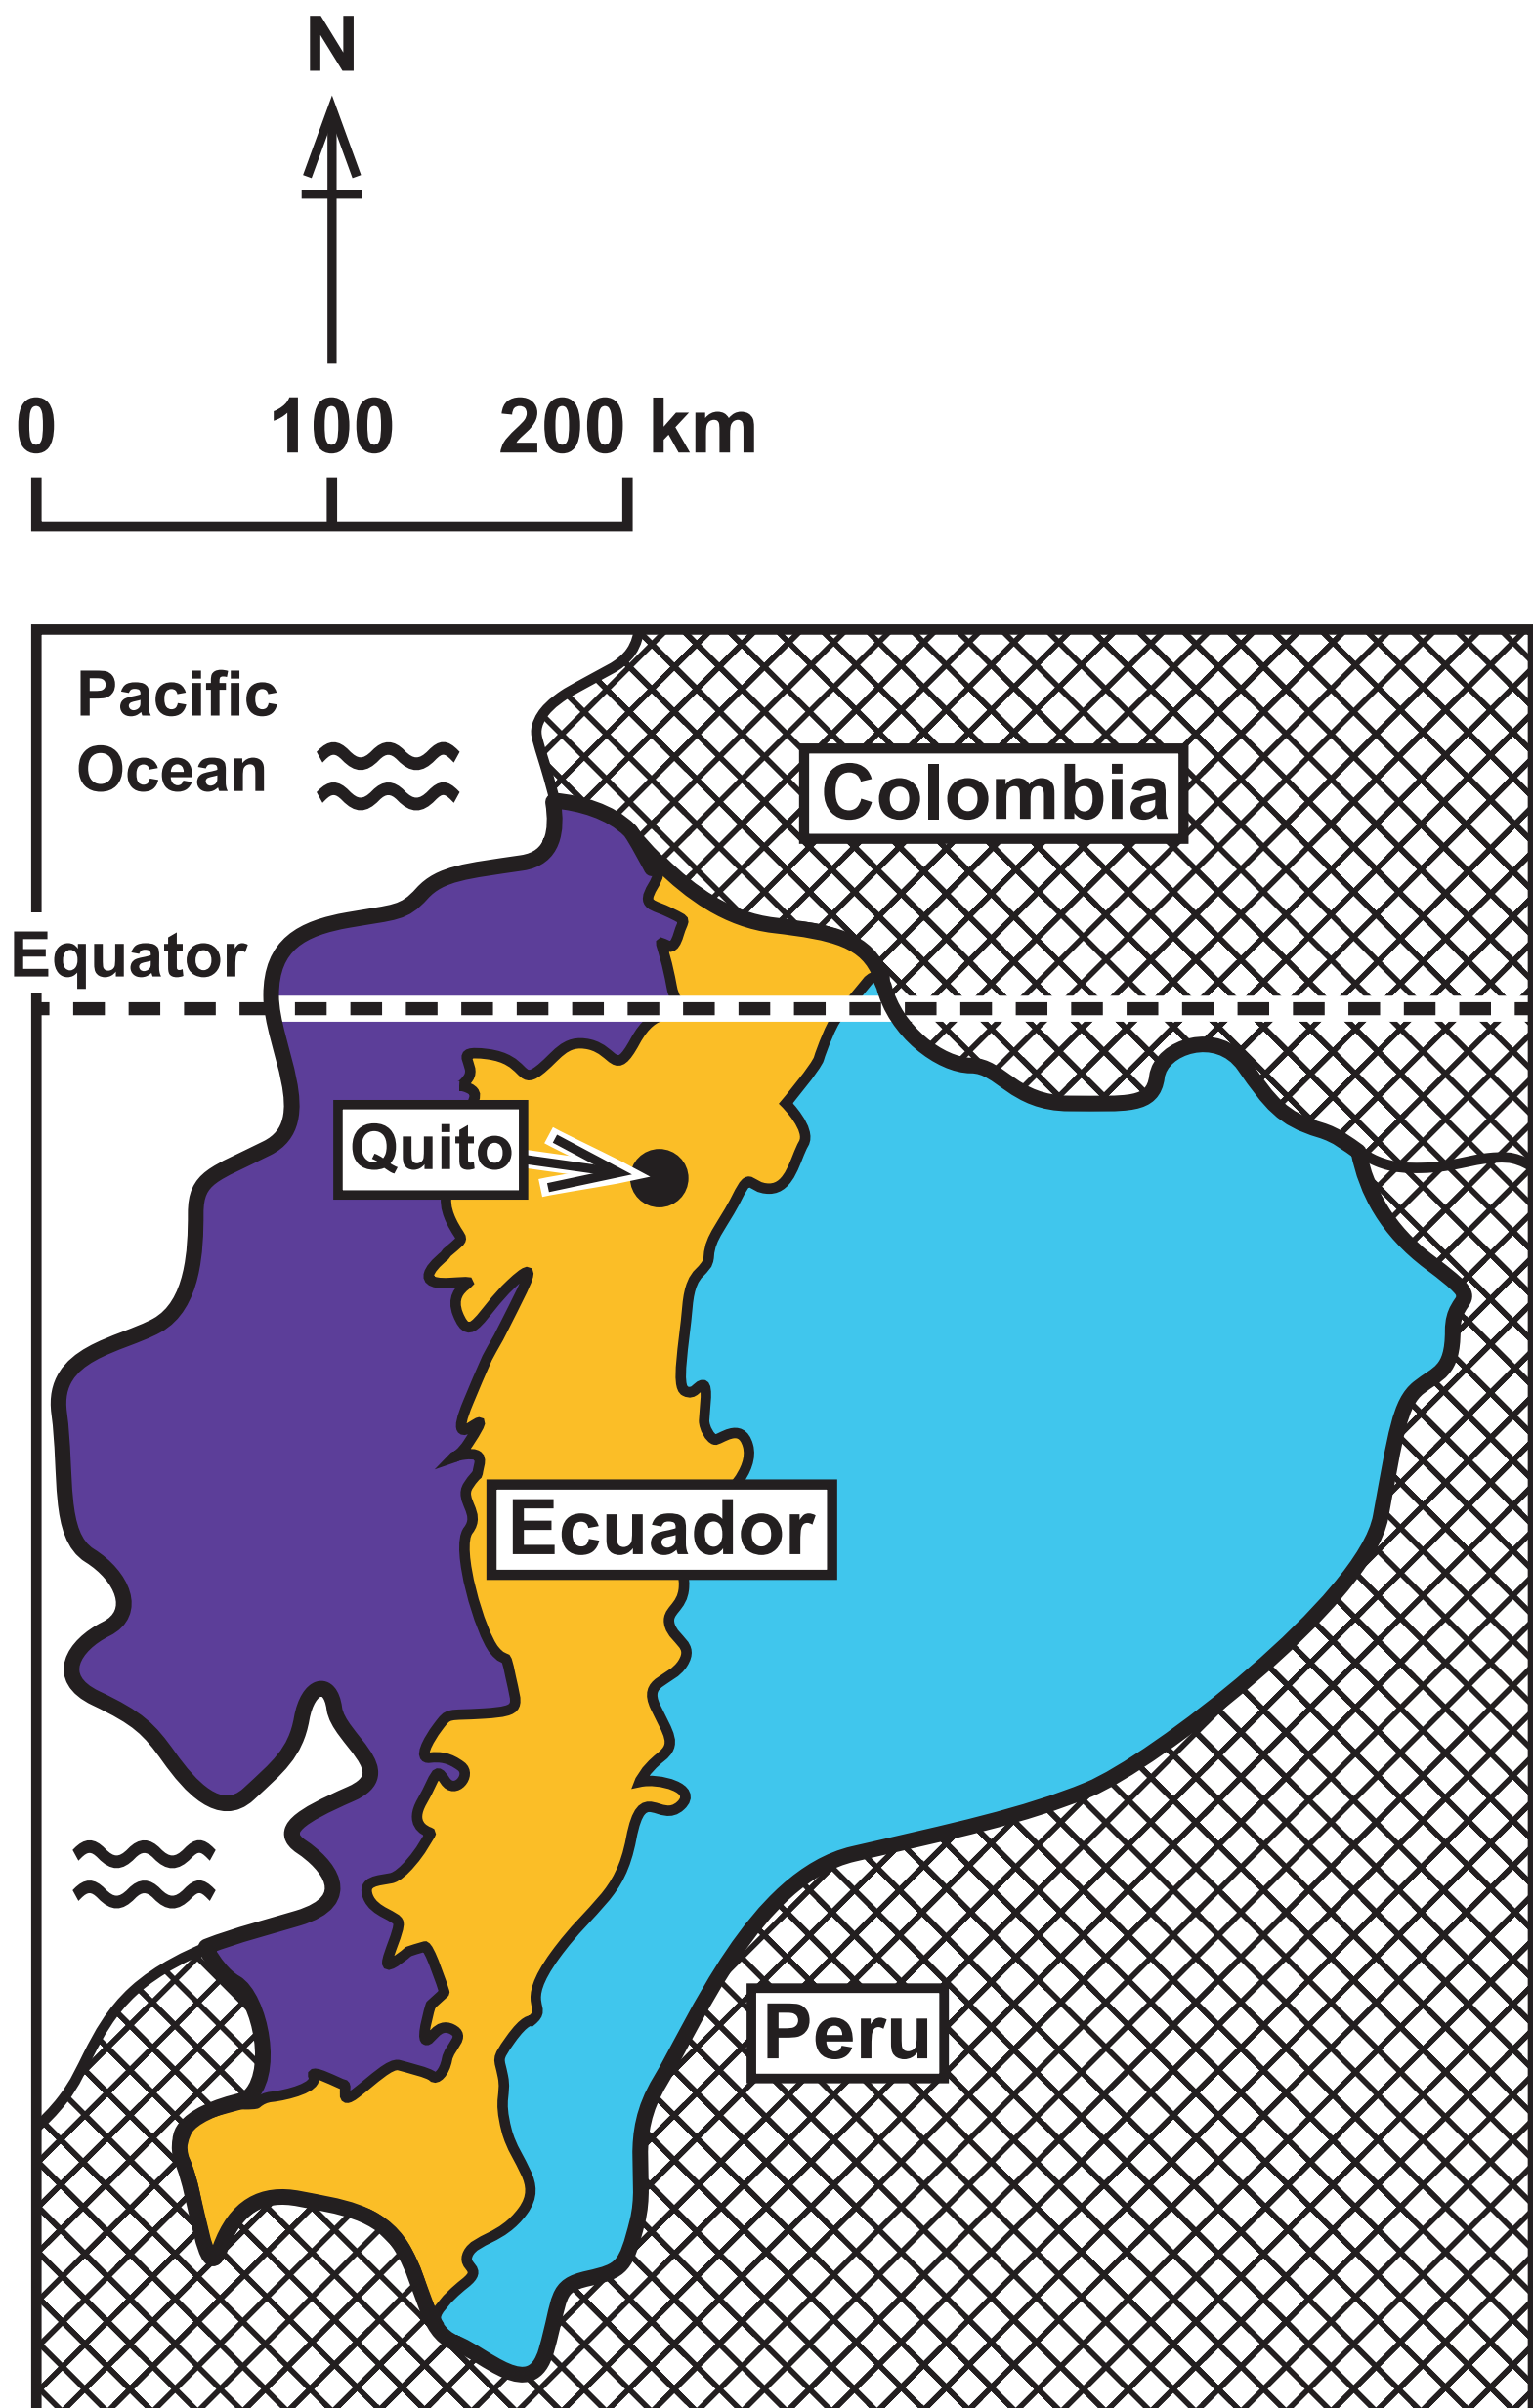 N
0 100 200 km
Pacific
Ocean
Colombia
Equator
Quito
Ecuador
Peru